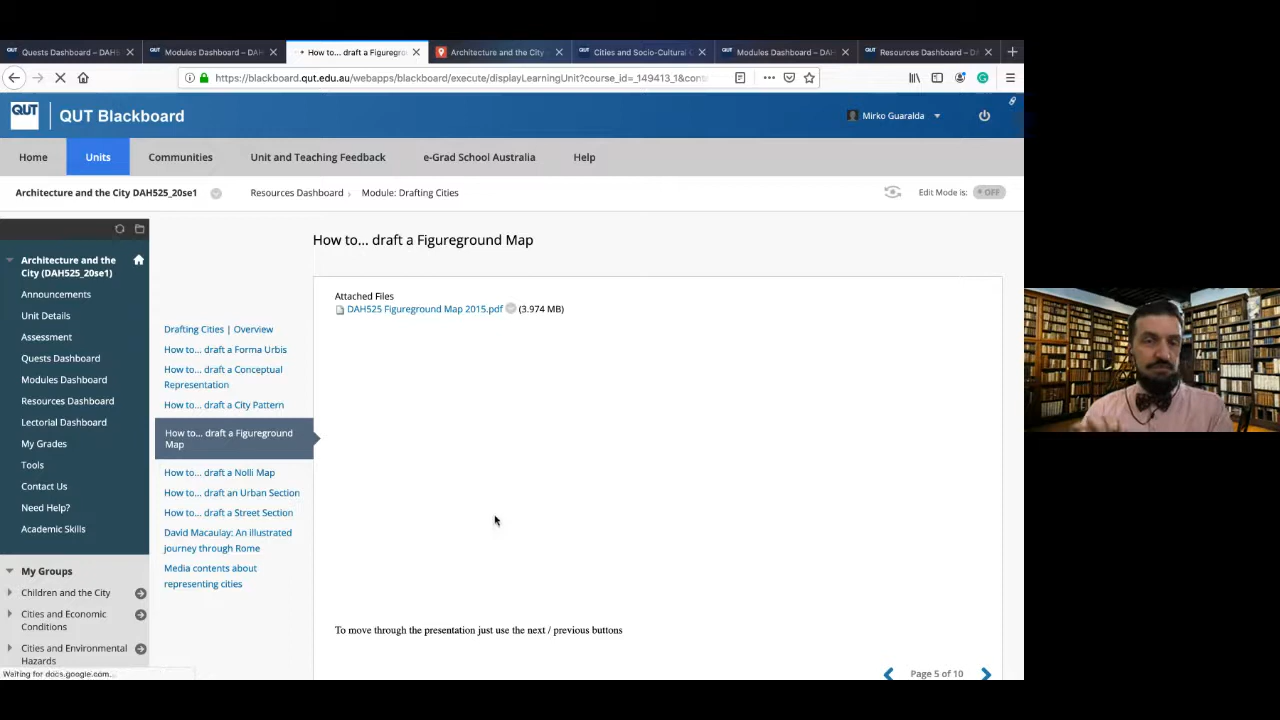 Quests Dashboard – DAH5
Modules Dashboard – DAH
How to... draft a Figuregro
Architecture and the City
Cities and Socio-Cultural
Modules Dashboard – DAH
Resources Dashboard – D
https://blackboard.qut.edu.au/webapps/blackboard/execute/displayLearningUnit?course_id=_149413_1&cont
QUT
QUT Blackboard
Mirko Guaralda
Home
Units
Communities
Unit and Teaching Feedback
e-Grad School Australia
Help
Architecture and the City DAH525_20se1
Resources Dashboard
Module: Drafting Cities
Edit Mode is:
OFF
Architecture and the
City (DAH525_20se1)
Announcements
Unit Details
Assessment
Quests Dashboard
Modules Dashboard
Resources Dashboard
Lectorial Dashboard
My Grades
Tools
Contact Us
Need Help?
Academic Skills
My Groups
Children and the City
Cities and Economic
Conditions
Cities and Environmental
Hazards
Waiting for docs.google.com...
Drafting Cities | Overview
How to... draft a Forma Urbis
How to... draft a Conceptual
Representation
How to... draft a City Pattern
How to... draft a Figureground
Map
How to... draft a Nolli Map
How to... draft an Urban Section
How to... draft a Street Section
David Macaulay: An illustrated
journey through Rome
Media contents about
representing cities
How to... draft a Figureground Map
Attached Files
DAH525 Figureground Map 2015.pdf (3.974 MB)
To move through the presentation just use the next / previous buttons
Page 5 of 10